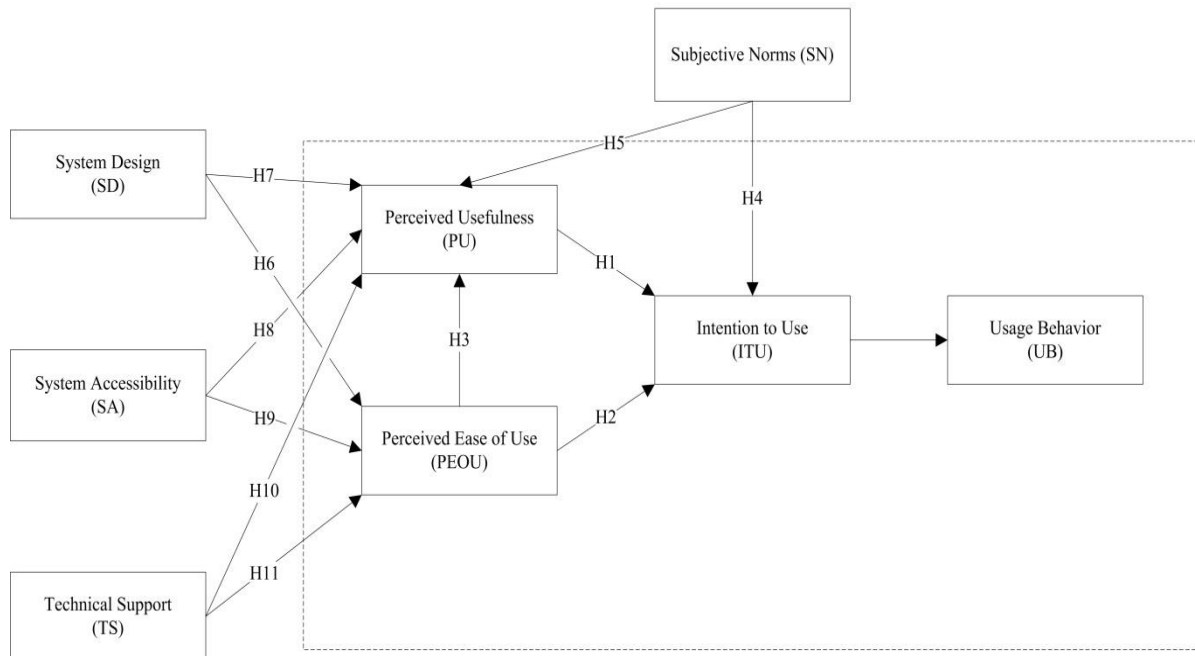 Subjective Norms (SN)
System Design
(SD)
H7
H5
Perceived Usefulness
(PU)
H4
H6
H1
H8
H3
Intention to Use
(ITU)
Usage Behavior
(UB)
System Accessibility
(SA)
H9
H2
Perceived Ease of Use
(PEOU)
H10
H11
Technical Support
(TS)